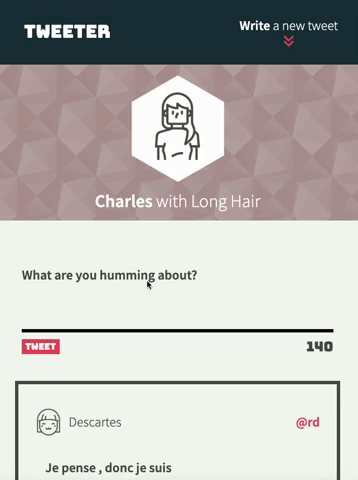 TWEETER
Write a new tweet
Charles with Long Hair
What are you humming about?
TWEET
140
Descartes
@rd
Je pense , donc je suis